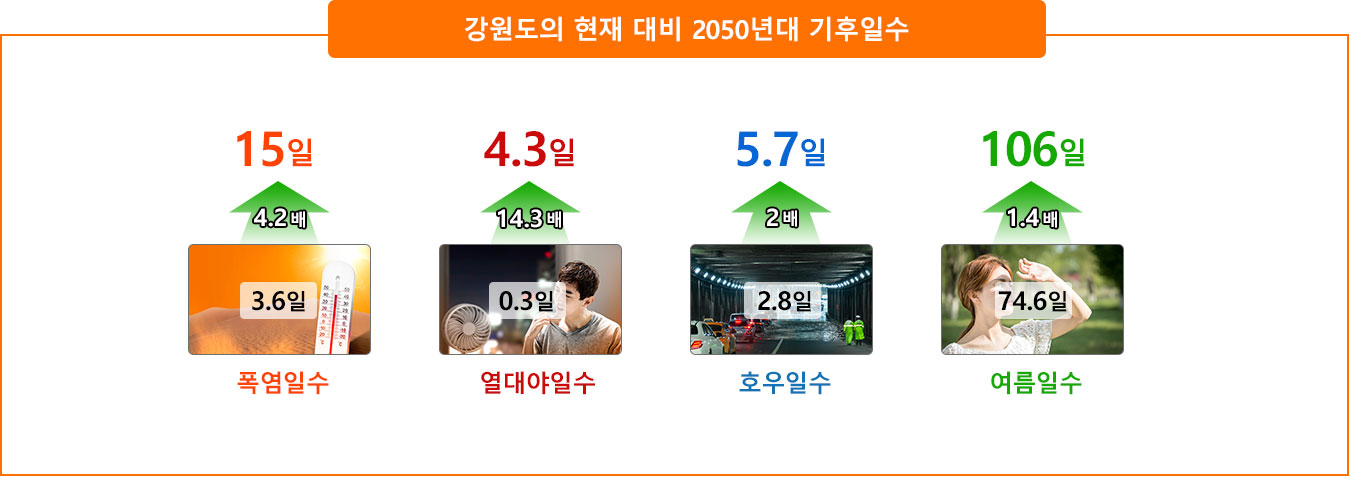 강원도의 현재 대비 2050년대 기후일수
15일
4.2배
3.6일
폭염일수
4.3일
14.3배
0.3일
열대야일수
5.7일
2배
2.8일
호우일수
106일
1.4배
74.6일
여름일수